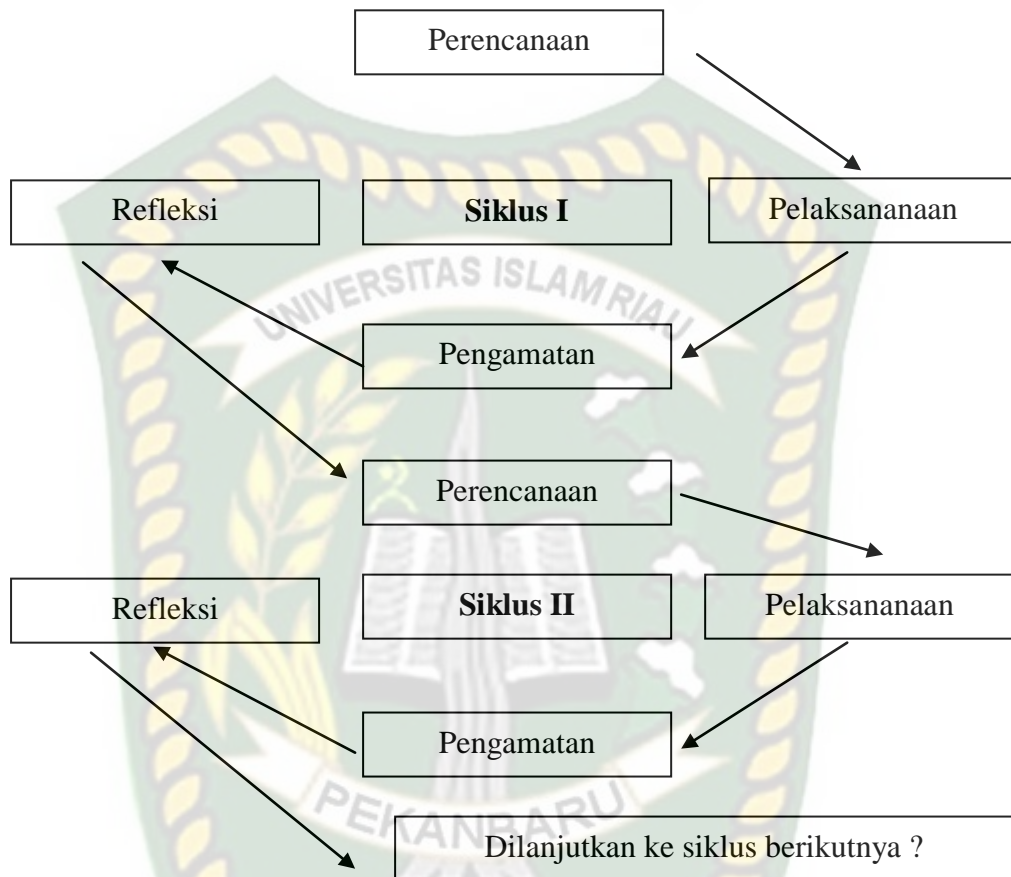 Perencanaan
Refleksi
Siklus I
Pelaksananaan
UNIVERSITAS ISLAM RIAU
Pengamatan
Perencanaan
Refleksi
Siklus II
Pelaksananaan
Pengamatan
PEKANBARU
Dilanjutkan ke siklus berikutnya ?